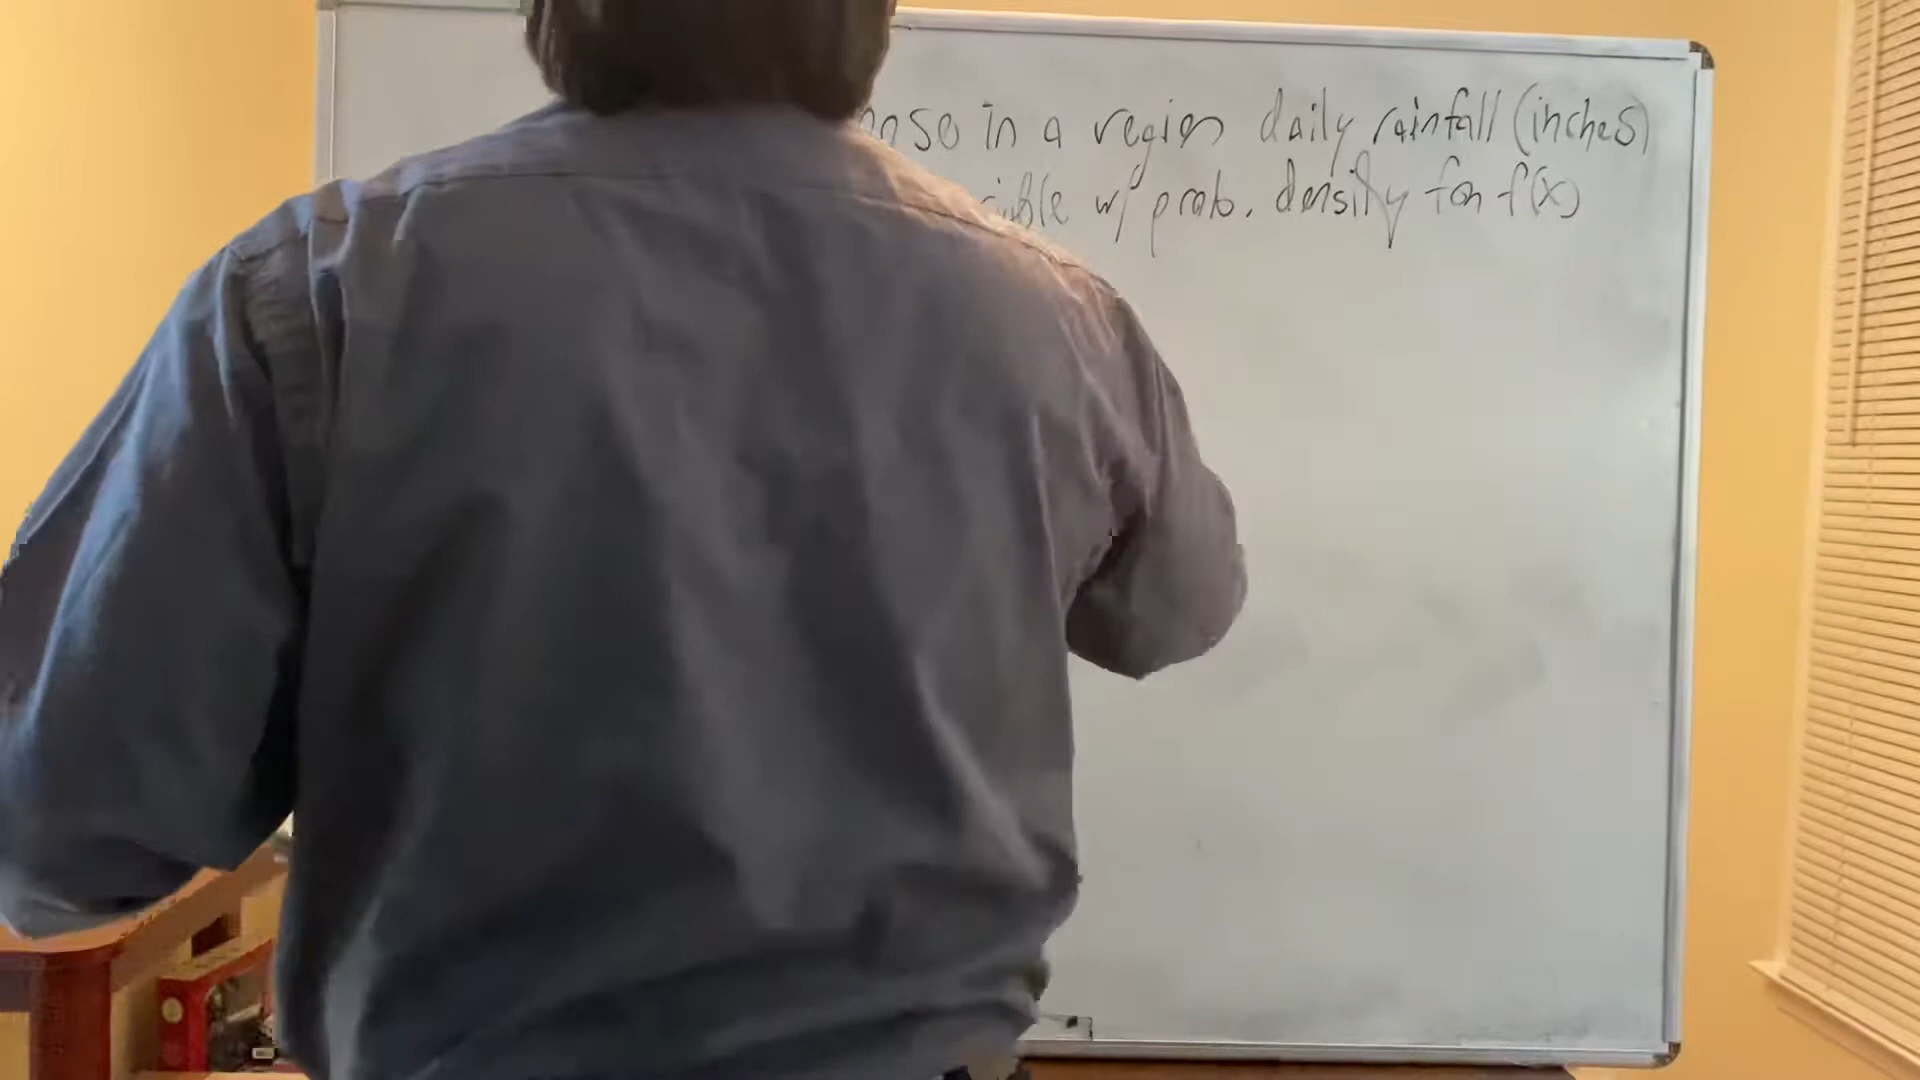 in a region daily rainfall (inches)
w/ prob. density fcn f(x)